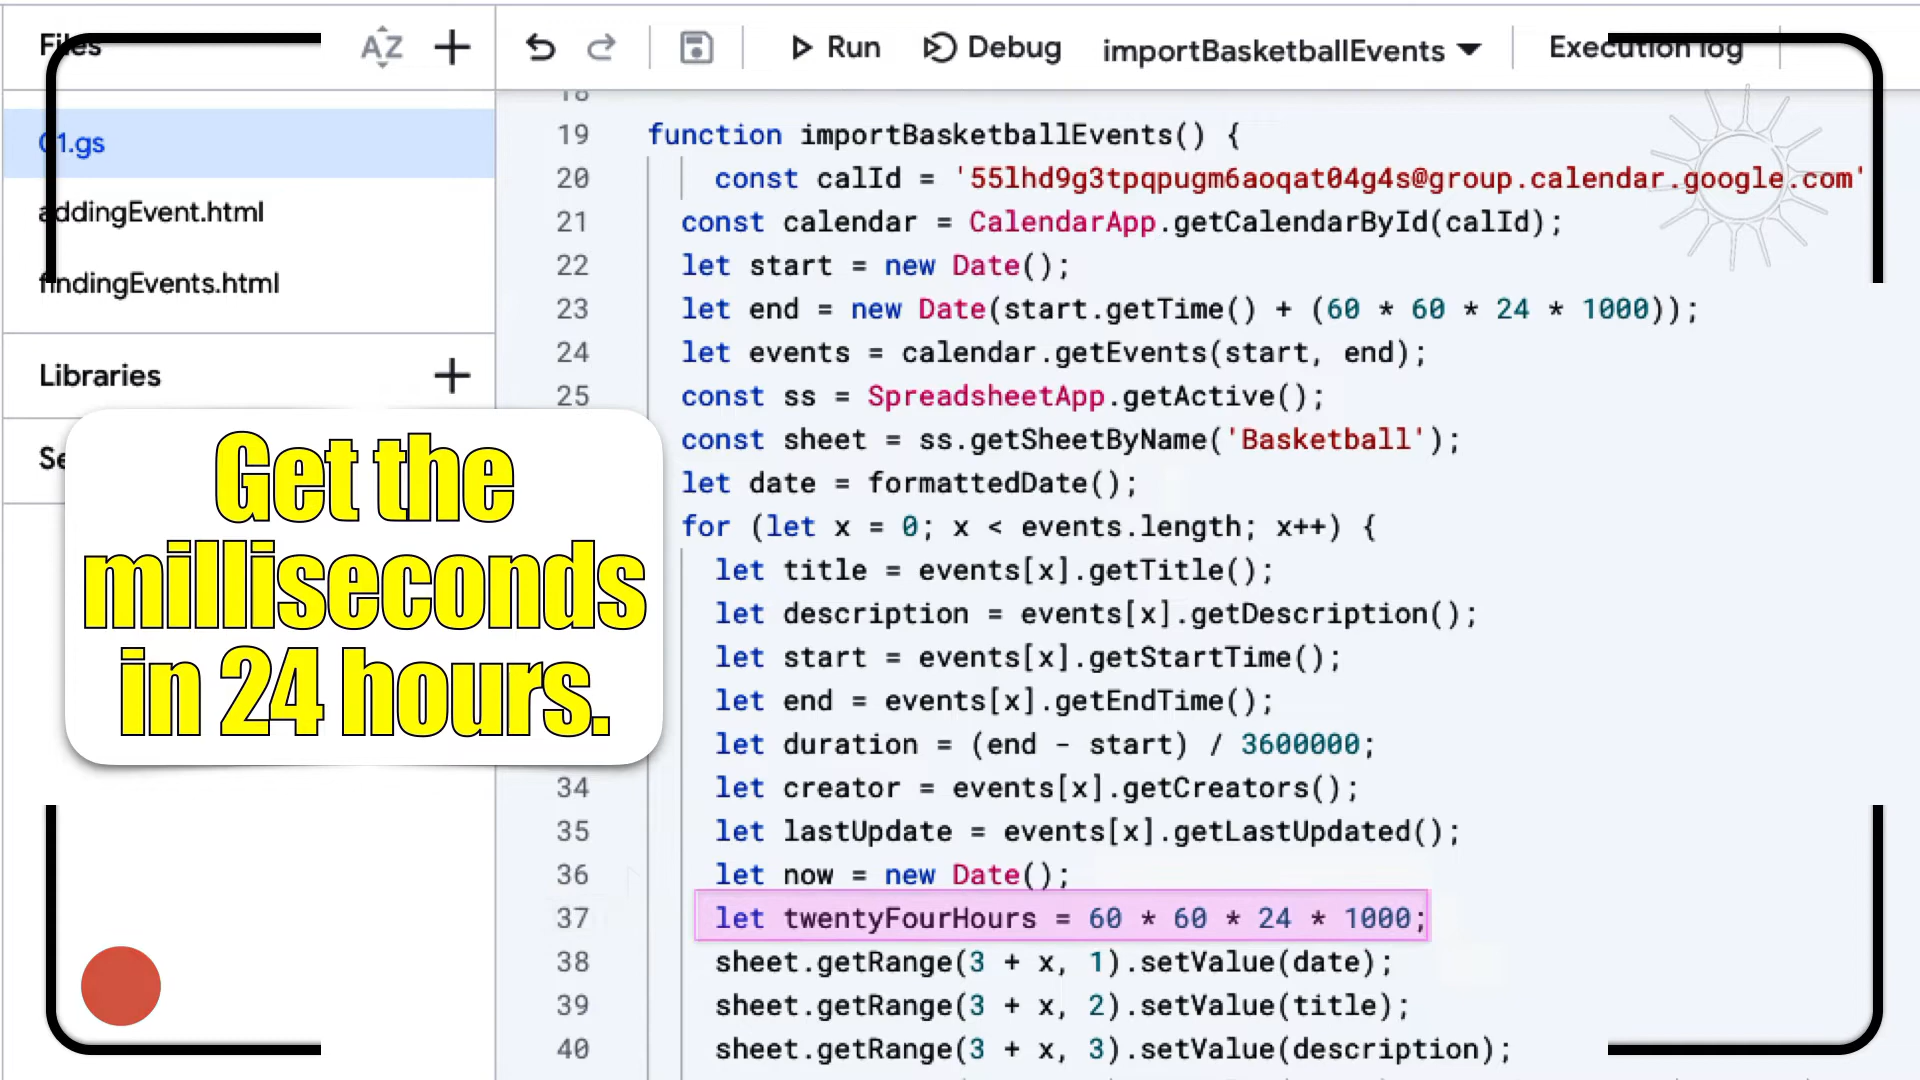 Files
Run
Debug
importBasketballEvents
Execution log
01.gs
addingEvent.html
findingEvents.html
Libraries
Get the
milliseconds
in 24 hours.
18
19 function importBasketballEvents() {
20 const calId = '55lhd9g3tpqpugm6aoqat04g4s@group.calendar.google.com'
21 const calendar = CalendarApp.getCalendarById(calId);
22 let start = new Date();
23 let end = new Date(start.getTime() + (60 * 60 * 24 * 1000));
24 let events = calendar.getEvents(start, end);
25 const ss = SpreadsheetApp.getActive();
const sheet = ss.getSheetByName('Basketball');
let date = formattedDate();
for (let x = 0; x < events.length; x++) {
let title = events[x].getTitle();
let description = events[x].getDescription();
let start = events[x].getStartTime();
let end = events[x].getEndTime();
let duration = (end - start) / 3600000;
34 let creator = events[x].getCreators();
35 let lastUpdate = events[x].getLastUpdated();
36 let now = new Date();
37 let twentyFourHours = 60 * 60 * 24 * 1000;
38 sheet.getRange(3 + x, 1).setValue(date);
39 sheet.getRange(3 + x, 2).setValue(title);
40 sheet.getRange(3 + x, 3).setValue(description);